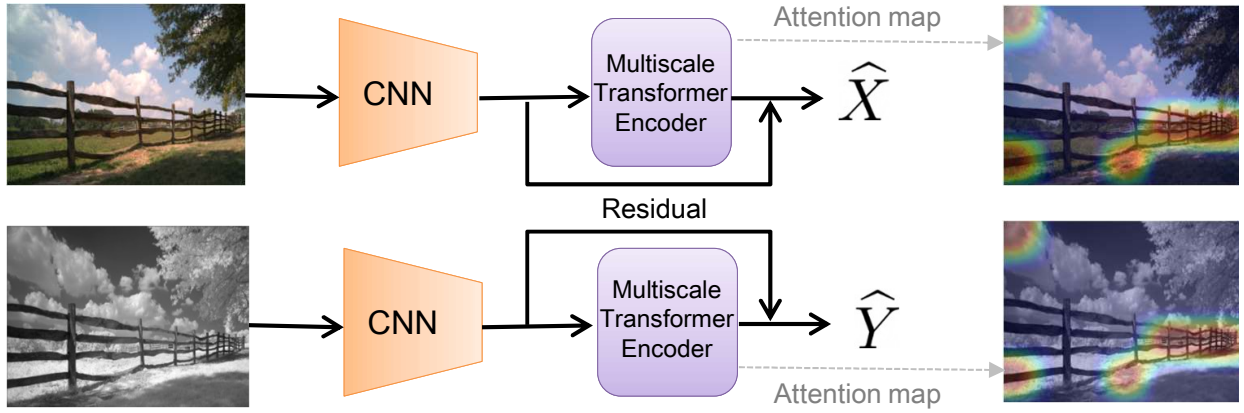 Attention map
CNN
Multiscale
Transformer
Encoder
X̂
Residual
CNN
Multiscale
Transformer
Encoder
Ŷ
Attention map